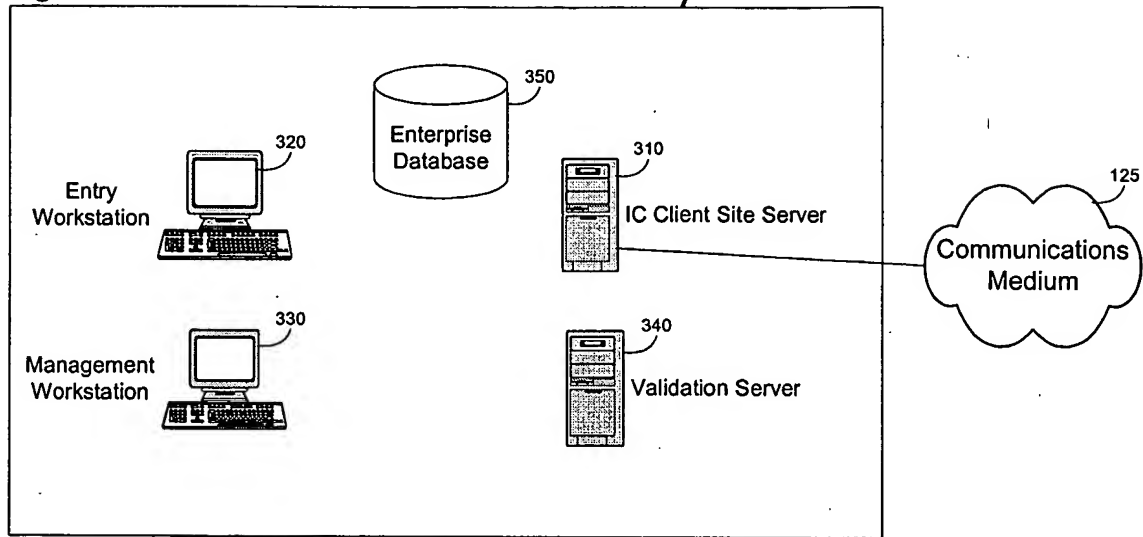 350
Enterprise
Database
320
Entry
Workstation
310
IC Client Site Server
125
Communications
Medium
330
Management
Workstation
340
Validation Server